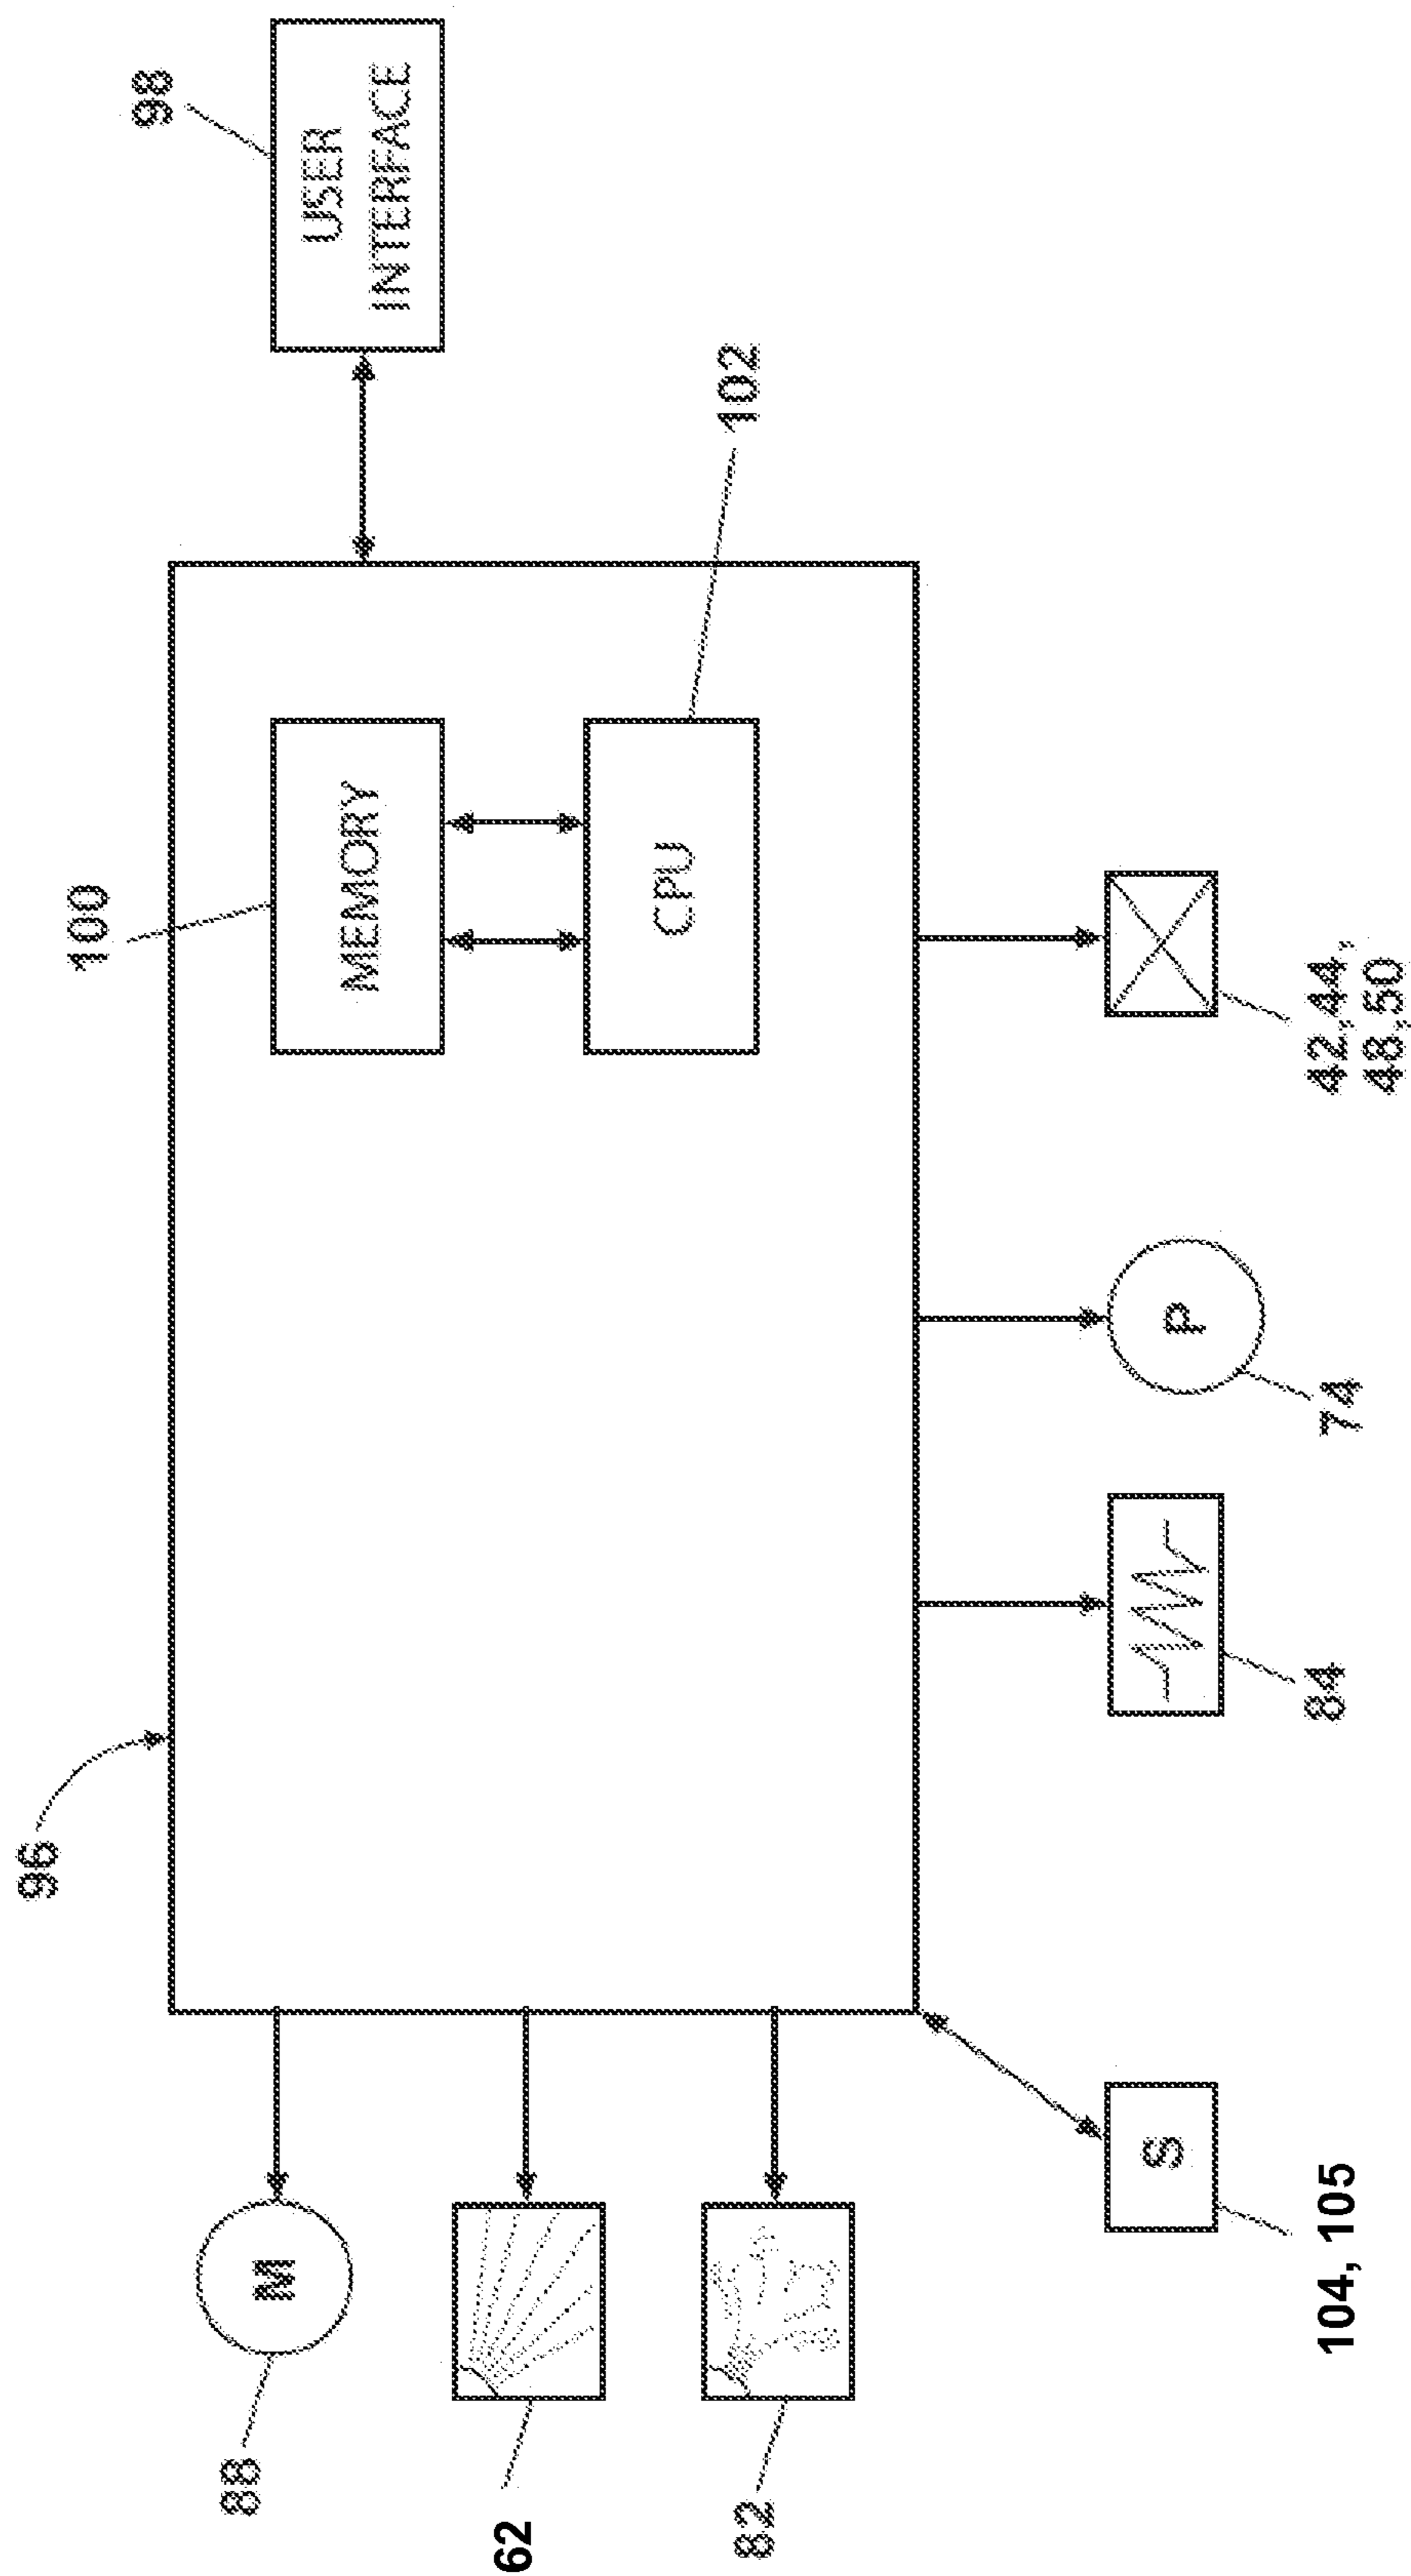 96
100
98
MEMORY
USER
INTERFACE
CPU
102
88
M
62
82
S
104, 105
84
P
74
42, 44,
48, 50